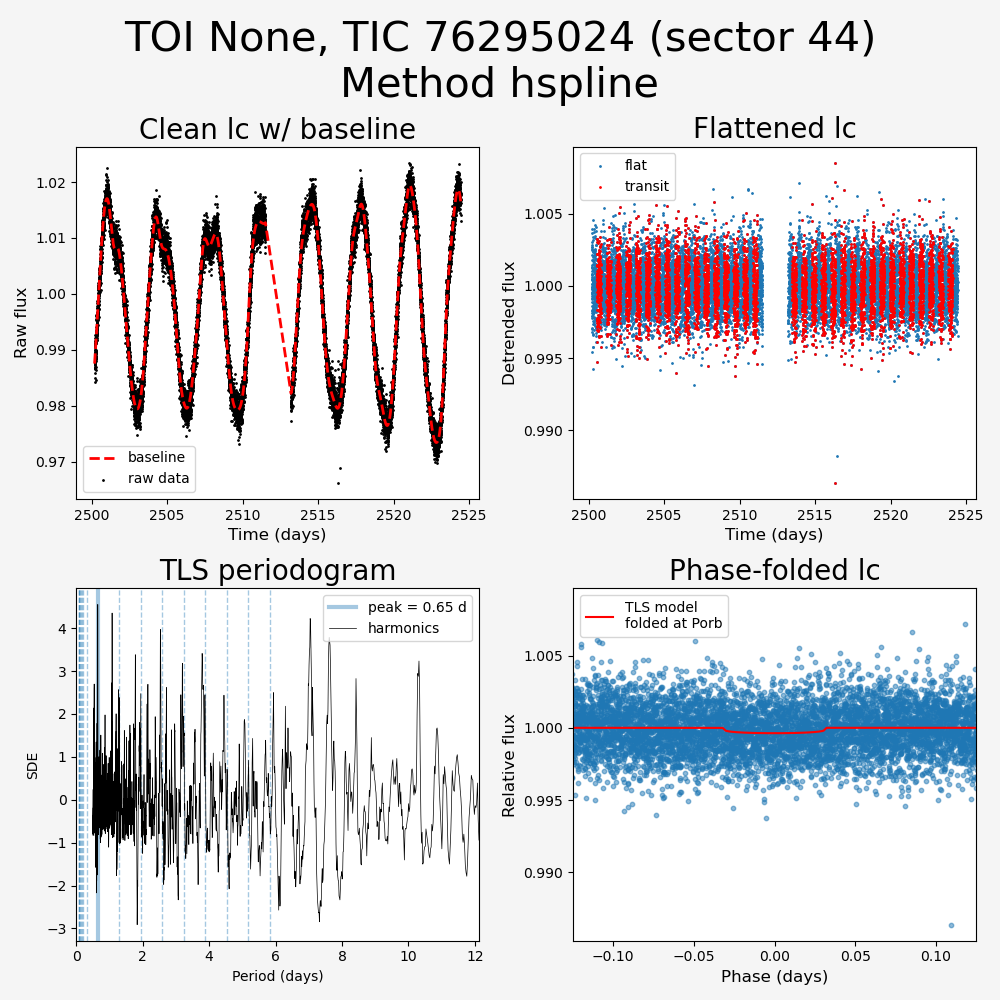 TOI None, TIC 76295024 (sector 44)
Method hspline
Clean lc w/ baseline
Raw flux
1.02
1.01
1.00
0.99
0.98
0.97
baseline
raw data
2500
2505
2510
2515
2520
2525
Time (days)
Flattened lc
Detrended flux
1.005
1.000
0.995
0.990
flat
transit
2500
2505
2510
2515
2520
2525
Time (days)
TLS periodogram
SDE
4
3
2
1
0
−1
−2
−3
peak = 0.65 d
harmonics
0
2
4
6
8
10
12
Period (days)
Phase-folded lc
Relative flux
1.005
1.000
0.995
0.990
TLS model
folded at Porb
−0.10
−0.05
0.00
0.05
0.10
Phase (days)